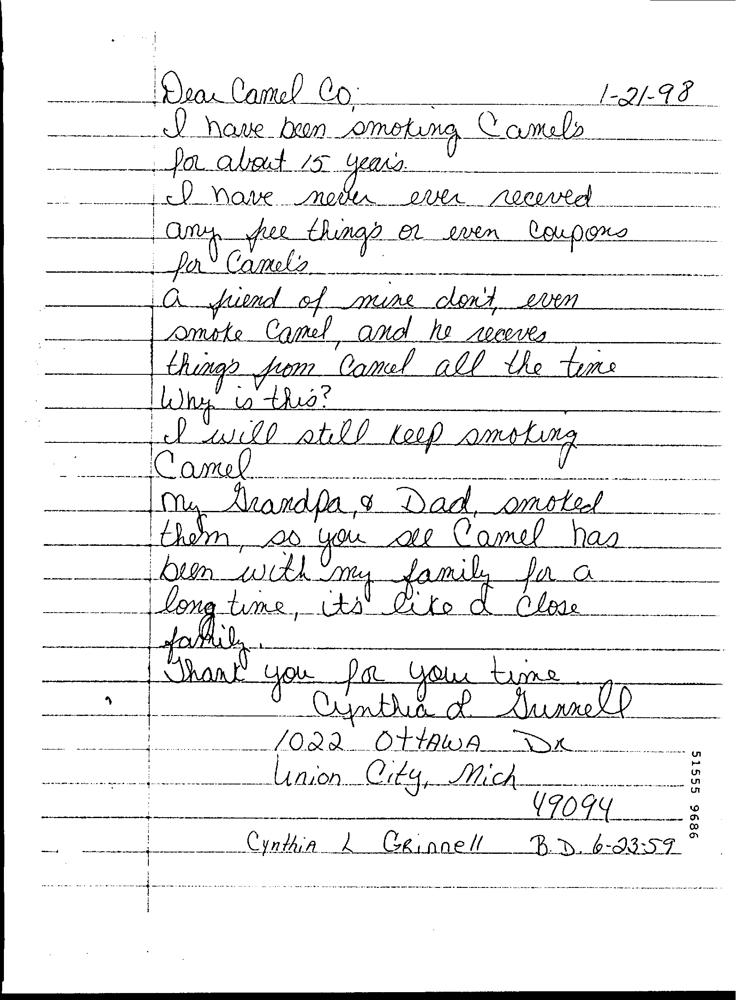 Dear Camel Co, 1-21-98
I have been smoking Camel's
for about 15 years.
I have never ever receved
any free things or even Coupons
for Camel's.
A friend of mine don't, even
smoke Camel, and he receves
things from Camel all the time
Why is this?
I will still keep smoking
Camel
My Grandpa, & Dad, smoked
them, so you see Camel has
been with my family for a
long time, it's like a close
family.
Thank you for your time
Cynthia L Grinnell
1022 Ottawa Dr
Union City, Mich
49094
Cynthia L Grinnell B.D. 6-23-59
51555 9686